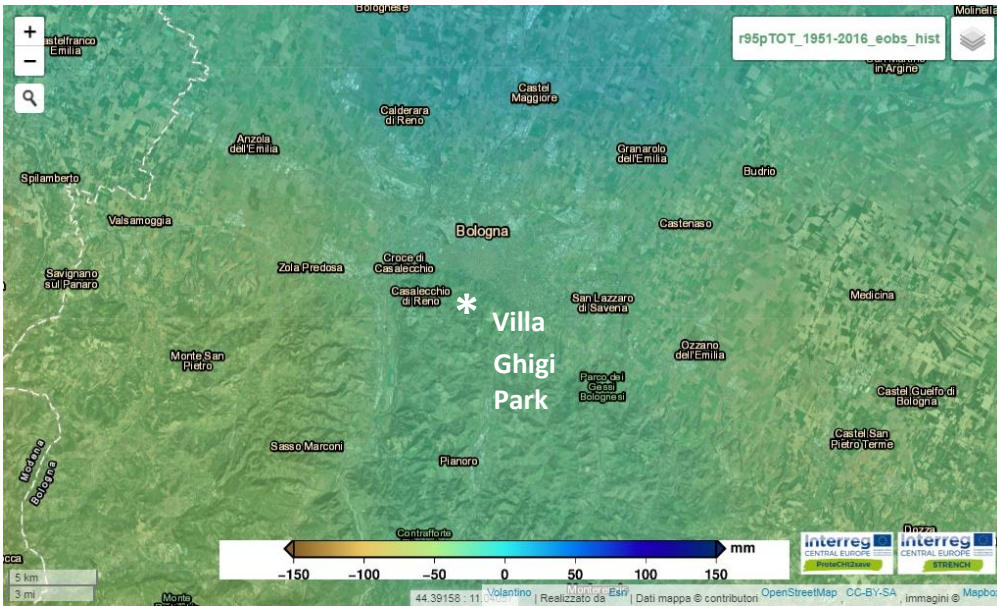 Bolognese
Molinella
+
−
astelfranco
Emilia
r95pTOT_1951-2016_eobs_hist
in'Argine
Castel
Maggiore
Calderara
di Reno
Anzola
dell'Emilia
Granarolo
dell'Emilia
Budrio
Spilamberto
Valsamoggia
Castenaso
Bologna
Croce di
Casalecchio
Zola Predosa
Savignano
sul Panaro
Casalecchio
di Reno
*
Villa
Ghigi
Park
San Lazzaro
di Savena
Medicina
Monte San
Pietro
Ozzano
dell'Emilia
Parco dei
Gessi
Bolognesi
Castel Guelfo di
Bologna
Castel San
Pietro Terme
Sasso Marconi
Pianoro
Modena
Bologna
Contrafforte
Dozza
occa
mm
−150 −100 −50 0 50 100 150
Interreg
CENTRAL EUROPE
ProteCHt2save
Interreg
CENTRAL EUROPE
STRENCH
5 km
3 mi
Monte
44.39158 : 11.
Volantino | Realizzato da Esri | Dati mappa © contributori OpenStreetMap CC-BY-SA , immagini © Mapbo